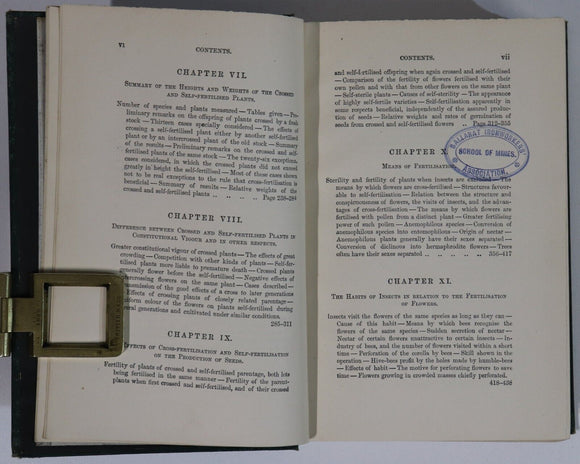 vi
CONTENTS.
CHAPTER VII.
SUMMARY OF THE HEIGHTS AND WEIGHTS OF THE CROSSED
AND SELF-FERTILISED PLANTS.
Number of species and plants measured — Tables given — Pre-
liminary remarks on the offspring of plants crossed by a fresh
stock — Thirteen cases specially considered — The effects of
crossing a self-fertilised plant either by another self-fertilised
plant or by an intercrossed plant of the old stock — Summary
of the results — Preliminary remarks on the crossed and self-
fertilised plants of the same stock — The twenty-six exceptional
cases considered, in which the crossed plants did not exceed
greatly in height the self-fertilised — Most of these cases shown
not to be real exceptions to the rule that cross-fertilisation is
beneficial — Summary of results — Relative weights of the
crossed and self-fertilised plants .. .. .. .. Page 238-284
CHAPTER VIII.
DIFFERENCE BETWEEN CROSSED AND SELF-FERTILISED PLANTS IN
CONSTITUTIONAL VIGOUR AND IN OTHER RESPECTS.
Greater constitutional vigour of crossed plants — The effects of great
crowding — Competition with other kinds of plants — Self-fer-
tilised plants more liable to premature death — Crossed plants
generally flower before the self-fertilised — Negative effects of
intercrossing flowers on the same plant — Cases described —
Transmission of the good effects of a cross to later generations
— Effects of crossing plants of closely related parentage —
Uniform colour of the flowers on plants self-fertilised during
several generations and cultivated under similar conditions.
285-311
CHAPTER IX.
EFFECTS OF CROSS-FERTILISATION AND SELF-FERTILISATION
ON THE PRODUCTION OF SEEDS.
Fertility of plants of crossed and self-fertilised parentage, both lots
being fertilised in the same manner — Fertility of the parent-
plants when first crossed and self-fertilised, and of their crossed
CONTENTS.
vii
and self-fertilised offspring when again crossed and self-fertilised
— Comparison of the fertility of flowers fertilised with their
own pollen and with that from other flowers on the same plant
— Self-sterile plants — Causes of self-sterility — The appearance
of highly self-fertile varieties — Self-fertilisation apparently in
some respects beneficial, independently of the assured produc-
tion of seeds — Relative weights and rates of germination of
seeds from crossed and self-fertilised flowers .. Page 312-355
CHAPTER X.
MEANS OF FERTILISATION.
BALLARAT IRONWORKERS'
SCHOOL OF MINES.
ASSOCIATION.
Sterility and fertility of plants when insects are excluded — The
means by which flowers are cross-fertilised — Structures favour-
able to self-fertilisation — Relation between the structure and
conspicuousness of flowers, the visits of insects, and the advan-
tages of cross-fertilisation — The means by which flowers are
fertilised with pollen from a distinct plant — Greater fertilising
power of such pollen — Anemophilous species — Conversion of
anemophilous species into entomophilous — Origin of nectar —
Anemophilous plants generally have their sexes separated —
Conversion of diclinous into hermaphrodite flowers — Trees
often have their sexes separated .. .. .. .. 356-417
CHAPTER XI.
THE HABITS OF INSECTS IN RELATION TO THE FERTILISATION
OF FLOWERS.
Insects visit the flowers of the same species as long as they can —
Cause of this habit — Means by which bees recognise the
flowers of the same species — Sudden secretion of nectar —
Nectar of certain flowers unattractive to certain insects — In-
dustry of bees, and the number of flowers visited within a short
time — Perforation of the corolla by bees — Skill shown in the
operation — Hive-bees profit by the holes made by humble-bees
— Effects of habit — The motive for perforating flowers to save
time — Flowers growing in crowded masses chiefly perforated.
418-438